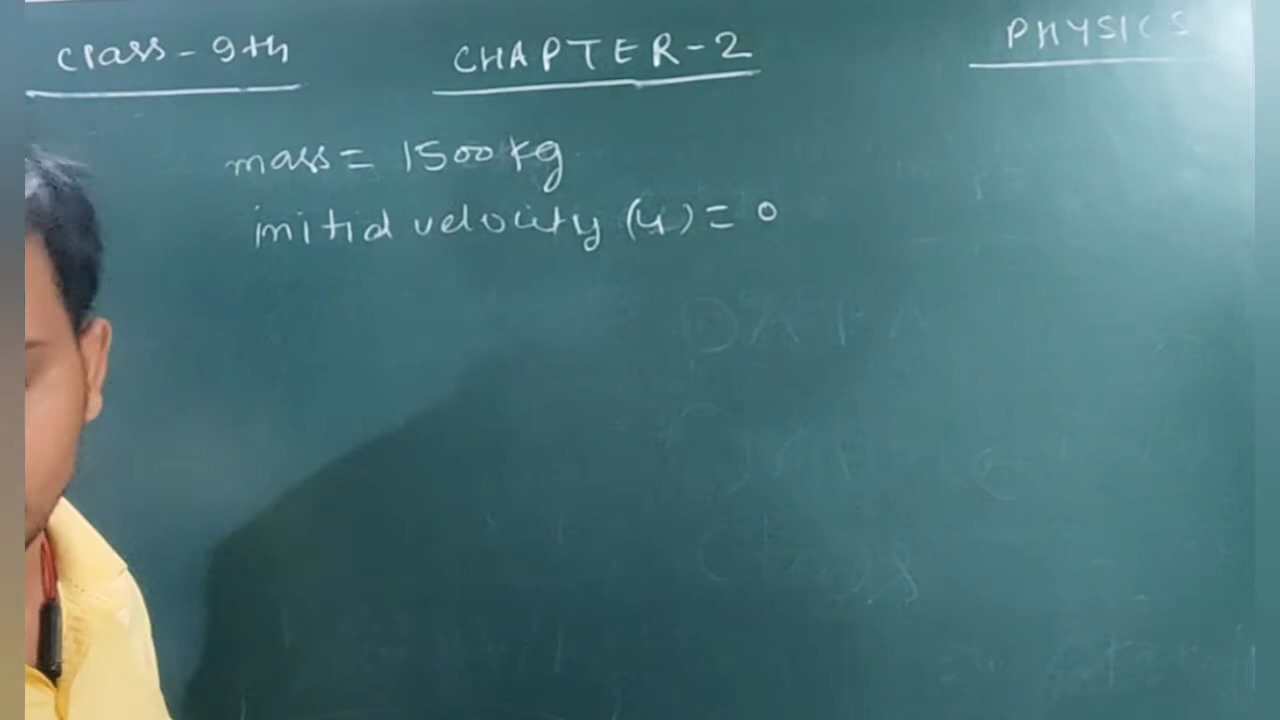 Class - 9th
CHAPTER - 2
PHYSICS
mass = 1500 kg
initial velocity (u) = 0